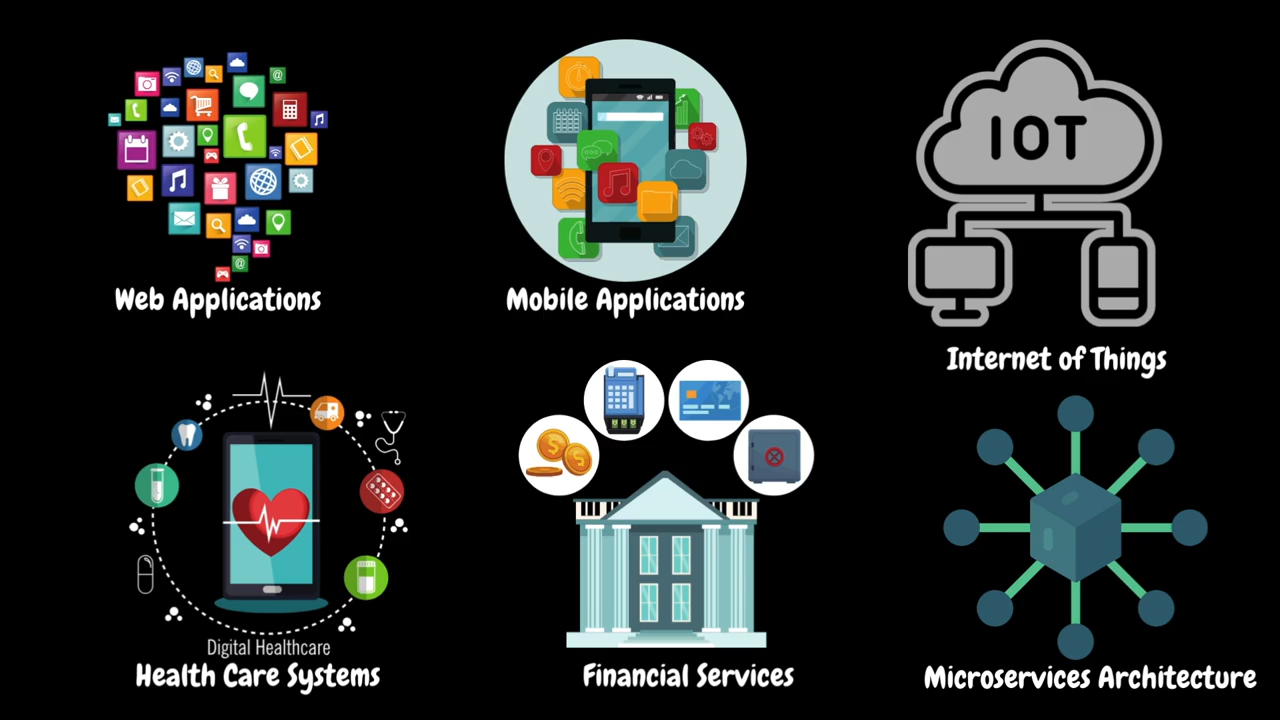 Web Applications
Mobile Applications
IOT
Internet of Things
Digital Healthcare
Health Care Systems
Financial Services
Microservices Architecture